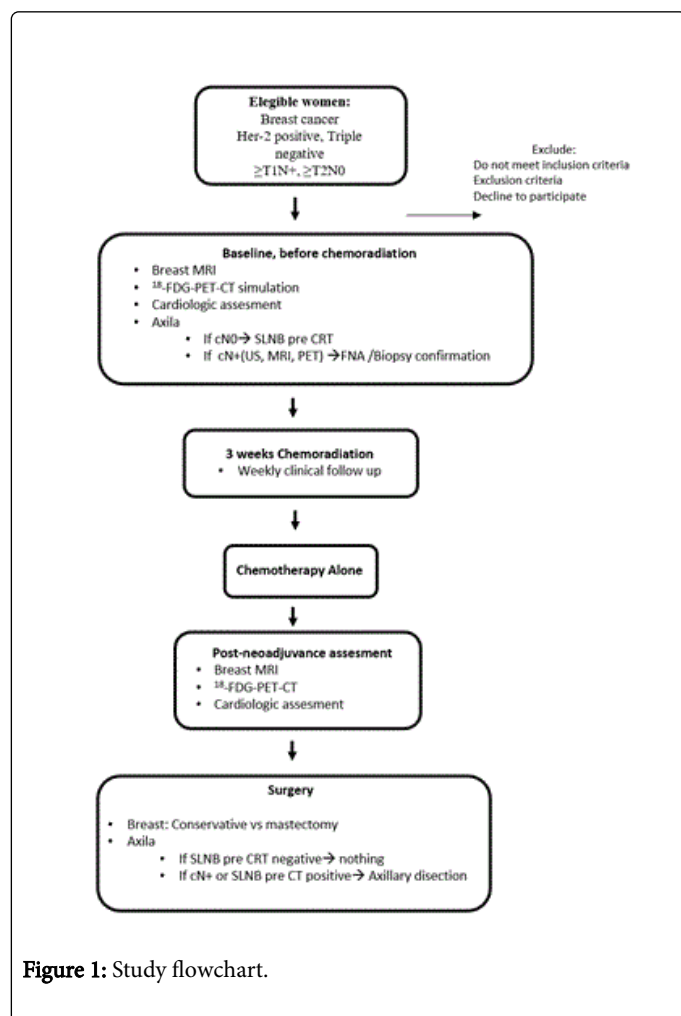 Elegible women:
Breast cancer
Her-2 positive, Triple
negative
≥T1N+, ≥T2N0
Exclude:
Do not meet inclusion criteria
Exclusion criteria
Decline to participate
Baseline, before chemoradiation
• Breast MRI
• ¹⁸-FDG-PET-CT simulation
• Cardiologic assesment
• Axila
• If cN0→ SLNB pre CRT
• If cN+(US, MRI, PET) →FNA /Biopsy confirmation
3 weeks Chemoradiation
• Weekly clinical follow up
Chemotherapy Alone
Post-neoadjuvance assesment
• Breast MRI
• ¹⁸-FDG-PET-CT
• Cardiologic assesment
Surgery
• Breast: Conservative vs mastectomy
• Axila
• If SLNB pre CRT negative→ nothing
• If cN+ or SLNB pre CT positive→ Axillary disection
Figure 1: Study flowchart.